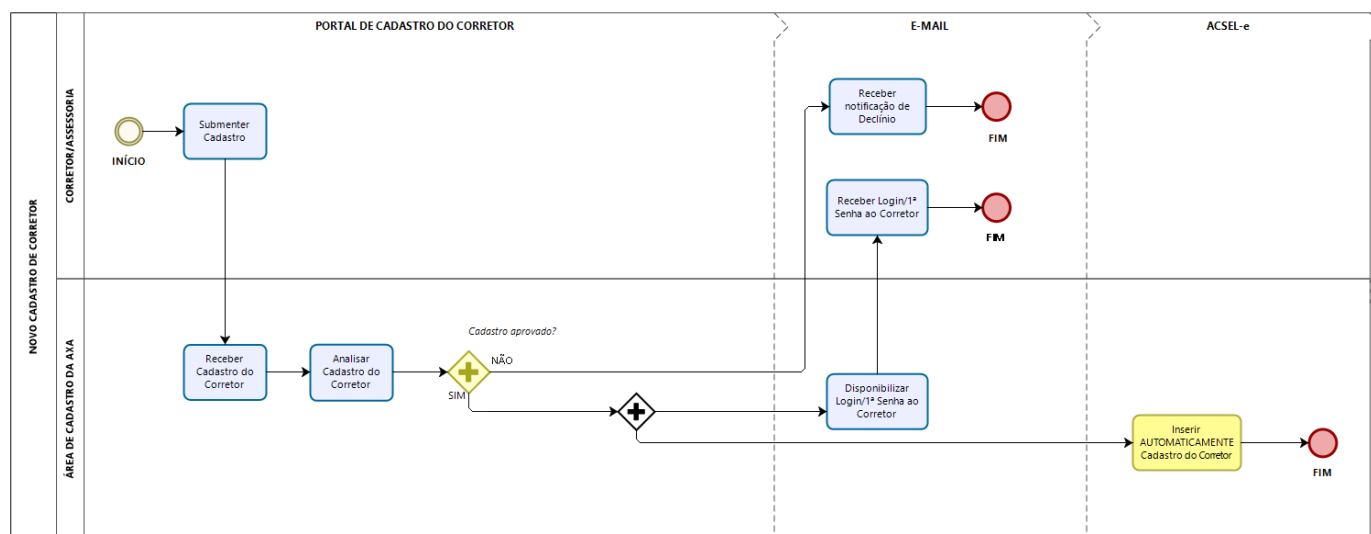 PORTAL DE CADASTRO DO CORRETOR
E-MAIL
ACSEL-e
NOVO CADASTRO DE CORRETOR
CORRETOR/ASSESSORIA
INÍCIO
Submenter
Cadastro
Receber
notificação de
Declínio
FIM
Receber Login/1ª
Senha ao Corretor
FIM
ÁREA DE CADASTRO DA AXA
Receber
Cadastro do
Corretor
Analisar
Cadastro do
Corretor
Cadastro aprovado?
NÃO
SIM
Disponibilizar
Login/1ª Senha ao
Corretor
Inserir
AUTOMATICAMENTE
Cadastro do Corretor
FIM